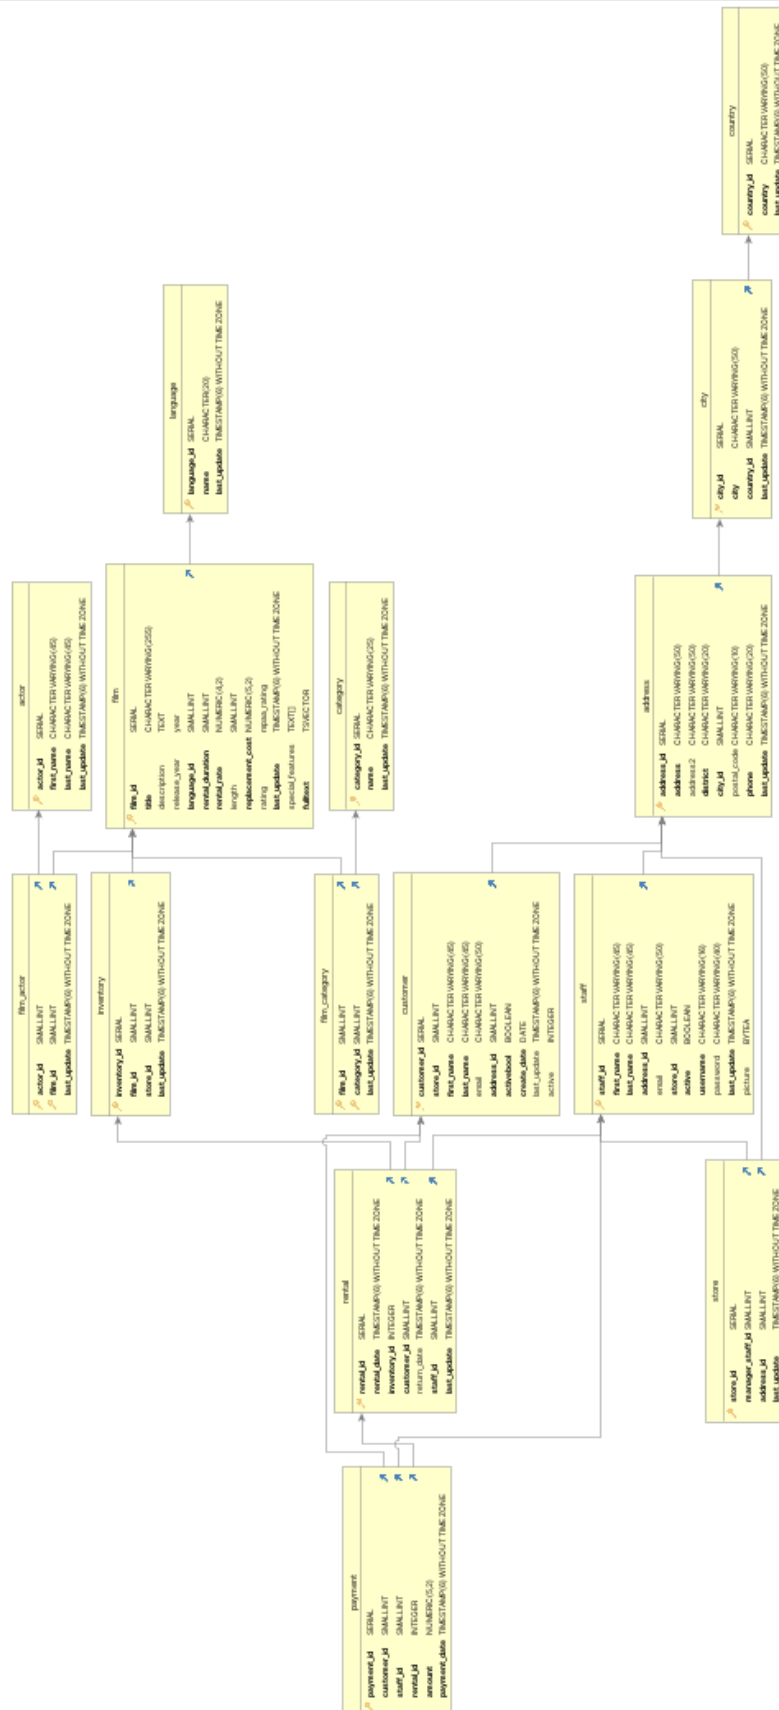 country
country_id SERIAL
country CHARACTER VARYING(50)
last_update TIMESTAMP(6) WITHOUT TIME ZONE
language
language_id SERIAL
name CHARACTER(20)
last_update TIMESTAMP(6) WITHOUT TIME ZONE
city
city_id SERIAL
city CHARACTER VARYING(50)
country_id SMALLINT
last_update TIMESTAMP(6) WITHOUT TIME ZONE
actor
actor_id SERIAL
first_name CHARACTER VARYING(45)
last_name CHARACTER VARYING(45)
last_update TIMESTAMP(6) WITHOUT TIME ZONE
film
film_id SERIAL
title CHARACTER VARYING(255)
description TEXT
release_year year
language_id SMALLINT
rental_duration SMALLINT
rental_rate NUMERIC(4,2)
length SMALLINT
replacement_cost NUMERIC(5,2)
rating mpaa_rating
last_update TIMESTAMP(6) WITHOUT TIME ZONE
special_features TEXT[]
fulltext TSVECTOR
category
category_id SERIAL
name CHARACTER VARYING(25)
last_update TIMESTAMP(6) WITHOUT TIME ZONE
address
address_id SERIAL
address CHARACTER VARYING(50)
address2 CHARACTER VARYING(50)
district CHARACTER VARYING(20)
city_id SMALLINT
postal_code CHARACTER VARYING(10)
phone CHARACTER VARYING(20)
last_update TIMESTAMP(6) WITHOUT TIME ZONE
film_actor
actor_id SMALLINT
film_id SMALLINT
last_update TIMESTAMP(6) WITHOUT TIME ZONE
inventory
inventory_id SERIAL
film_id SMALLINT
store_id SMALLINT
last_update TIMESTAMP(6) WITHOUT TIME ZONE
film_category
film_id SMALLINT
category_id SMALLINT
last_update TIMESTAMP(6) WITHOUT TIME ZONE
customer
customer_id SERIAL
store_id SMALLINT
first_name CHARACTER VARYING(45)
last_name CHARACTER VARYING(45)
email CHARACTER VARYING(50)
address_id SMALLINT
activebool BOOLEAN
create_date DATE
last_update TIMESTAMP(6) WITHOUT TIME ZONE
active INTEGER
staff
staff_id SERIAL
first_name CHARACTER VARYING(45)
last_name CHARACTER VARYING(45)
address_id SMALLINT
email CHARACTER VARYING(50)
store_id SMALLINT
active BOOLEAN
username CHARACTER VARYING(16)
password CHARACTER VARYING(40)
last_update TIMESTAMP(6) WITHOUT TIME ZONE
picture BYTEA
rental
rental_id SERIAL
rental_date TIMESTAMP(6) WITHOUT TIME ZONE
inventory_id INTEGER
customer_id SMALLINT
return_date TIMESTAMP(6) WITHOUT TIME ZONE
staff_id SMALLINT
last_update TIMESTAMP(6) WITHOUT TIME ZONE
store
store_id SERIAL
manager_staff_id SMALLINT
address_id SMALLINT
last_update TIMESTAMP(6) WITHOUT TIME ZONE
payment
payment_id SERIAL
customer_id SMALLINT
staff_id SMALLINT
rental_id INTEGER
amount NUMERIC(5,2)
payment_date TIMESTAMP(6) WITHOUT TIME ZONE